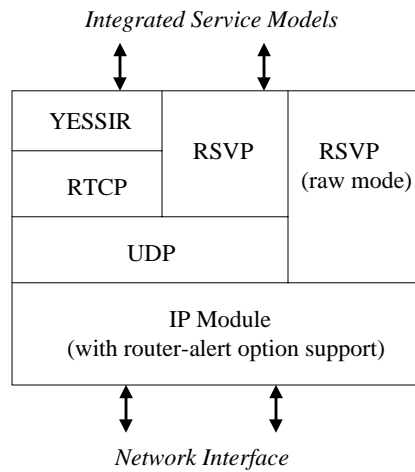 Integrated Service Models
YESSIR
RTCP
RSVP
RSVP
(raw mode)
UDP
IP Module
(with router-alert option support)
Network Interface